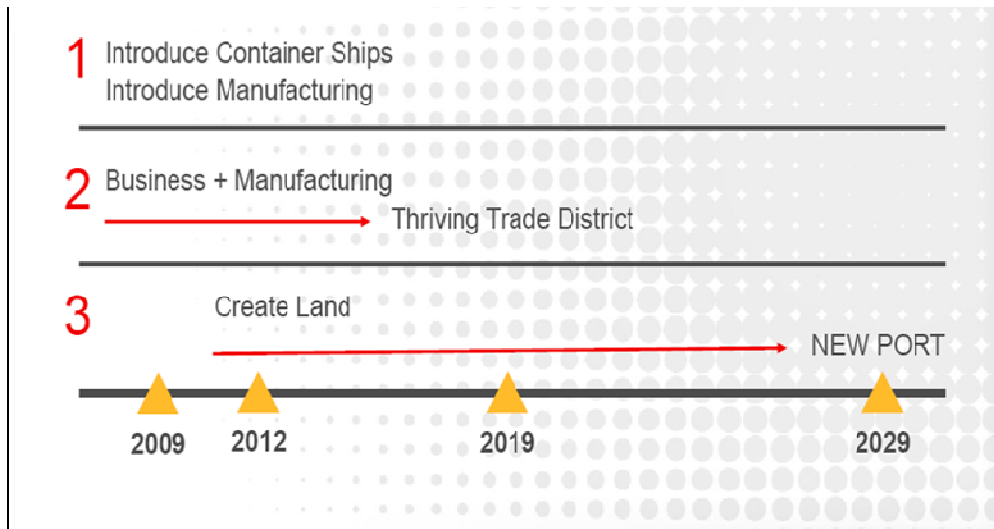 1 Introduce Container Ships
Introduce Manufacturing
2 Business + Manufacturing
Thriving Trade District
3 Create Land
NEW PORT
2009 2012 2019 2029